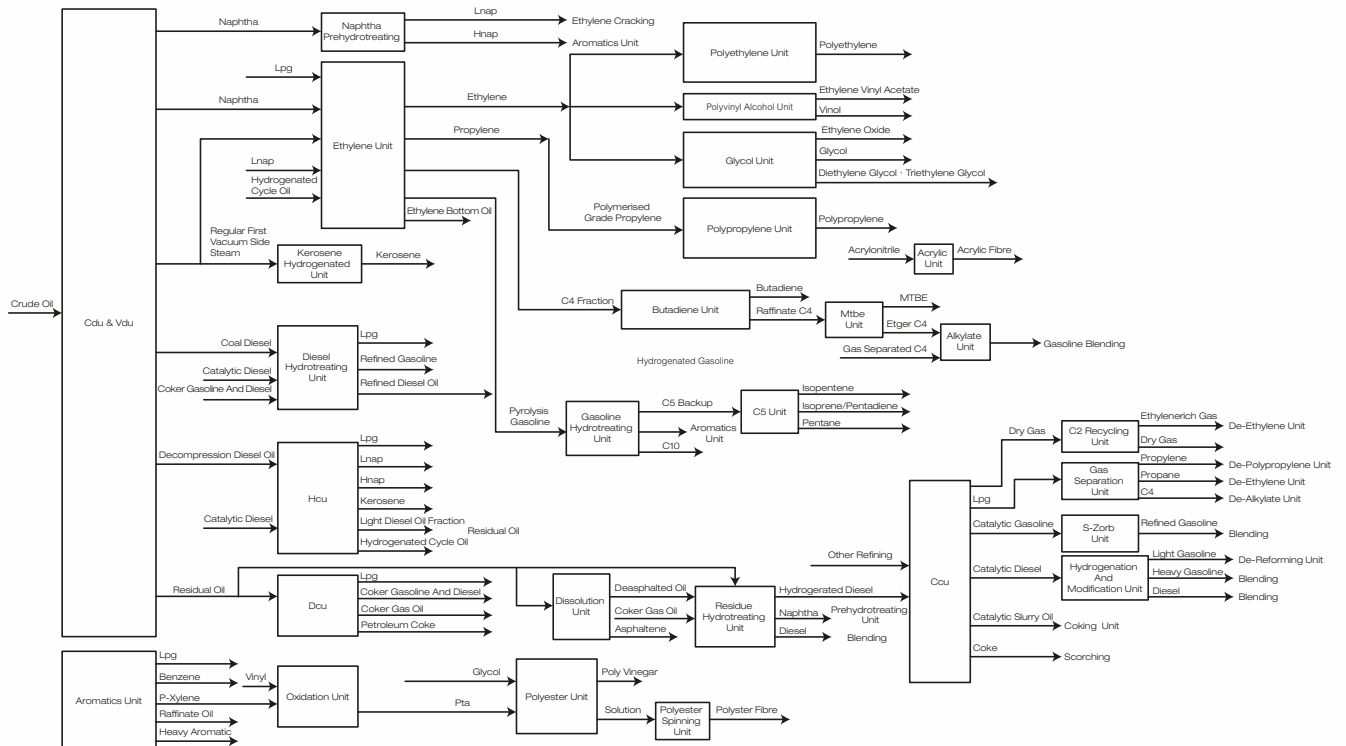 Crude Oil
Cdu & Vdu
Naphtha
Naphtha
Prehydrotreating
Lnap
Ethylene Cracking
Hnap
Aromatics Unit
Lpg
Naphtha
Lnap
Hydrogenated
Cycle Oil
Ethylene Unit
Ethylene
Propylene
Ethylene Bottom Oil
Polyethylene Unit
Polyethylene
Polyvinyl Alcohol Unit
Ethylene Vinyl Acetate
Vinol
Glycol Unit
Ethylene Oxide
Glycol
Diethylene Glycol · Triethylene Glycol
Polymerised
Grade Propylene
Polypropylene Unit
Polypropylene
Acrylonitrile
Acrylic
Unit
Acrylic Fibre
Regular First
Vacuum Side
Steam
Kerosene
Hydrogenated
Unit
Kerosene
C4 Fraction
Butadiene Unit
Butadiene
Raffinate C4
Mtbe
Unit
MTBE
Etger C4
Gas Separated C4
Alkylate
Unit
Gasoline Blending
Hydrogenated Gasoline
Coal Diesel
Catalytic Diesel
Coker Gasoline And Diesel
Diesel
Hydrotreating
Unit
Lpg
Refined Gasoline
Refined Diesel Oil
Pyrolysis
Gasoline
Gasoline
Hydrotreating
Unit
C5 Backup
Aromatics
Unit
C10
C5 Unit
Isopentene
Isoprene/Pentadiene
Pentane
Decompression Diesel Oil
Catalytic Diesel
Hcu
Lpg
Lnap
Hnap
Kerosene
Light Diesel Oil Fraction
Residual Oil
Hydrogenated Cycle Oil
Residual Oil
Dcu
Lpg
Coker Gasoline And Diesel
Coker Gas Oil
Petroleum Coke
Dissolution
Unit
Deasphalted Oil
Coker Gas Oil
Asphaltene
Residue
Hydrotreating
Unit
Hydrogerated Diesel
Naphtha
Prehydrotreating
Unit
Diesel
Blending
Other Refining
Ccu
Dry Gas
C2 Recycling
Unit
Ethylenerich Gas
De-Ethylene Unit
Dry Gas
Lpg
Gas
Separation
Unit
Propylene
De-Polypropylene Unit
Propane
De-Ethylene Unit
C4
De-Alkylate Unit
Catalytic Gasoline
S-Zorb
Unit
Refined Gasoline
Blending
Catalytic Diesel
Hydrogenation
And
Modification Unit
Light Gasoline
De-Reforming Unit
Heavy Gasoline
Blending
Diesel
Blending
Catalytic Slurry Oil
Coking Unit
Coke
Scorching
Aromatics Unit
Lpg
Benzene
P-Xylene
Raffinate Oil
Heavy Aromatic
Vinyl
Oxidation Unit
Glycol
Pta
Polyester Unit
Poly Vinegar
Solution
Polyester
Spinning
Unit
Polyster Fibre